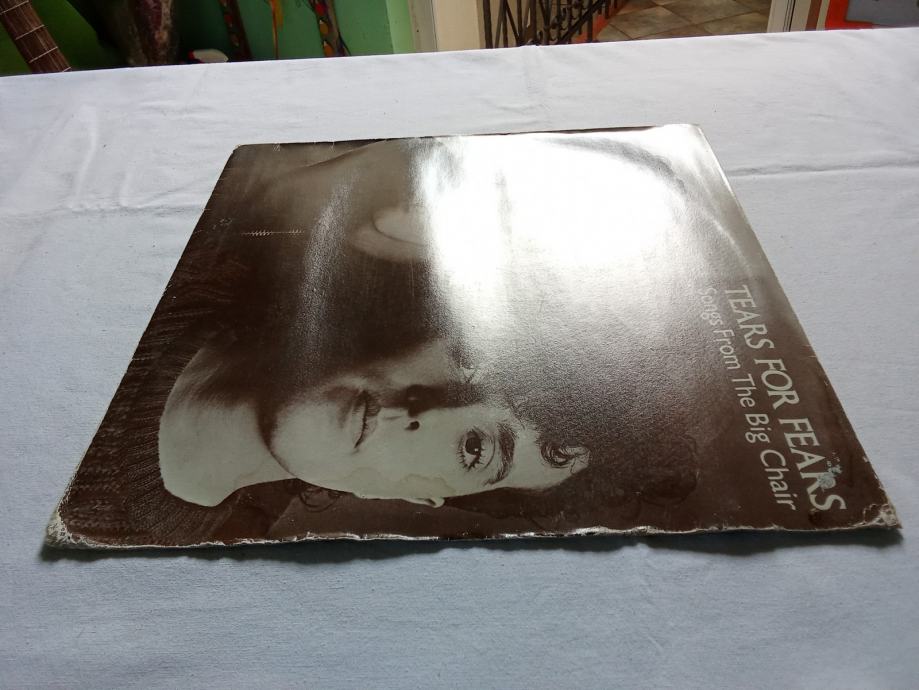 TEARS FOR FEARS
Songs From The Big Chair